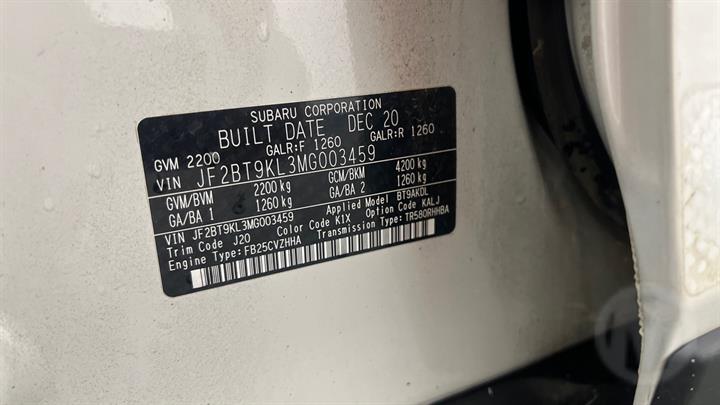 SUBARU CORPORATION
BUILT DATE DEC 20
GVM 2200 GALR:F 1260 GALR:R 1260
VIN JF2BT9KL3MG003459
GVM/BVM 2200 kg GCM/BKM 4200 kg
GA/BA 1 1260 kg GA/BA 2 1260 kg
VIN JF2BT9KL3MG003459 Applied Model BT9AKDL
Trim Code J20 Color Code K1X Option Code KALJ
Engine Type:FB25CVZHHA Transmission Type:TR580RHHBA